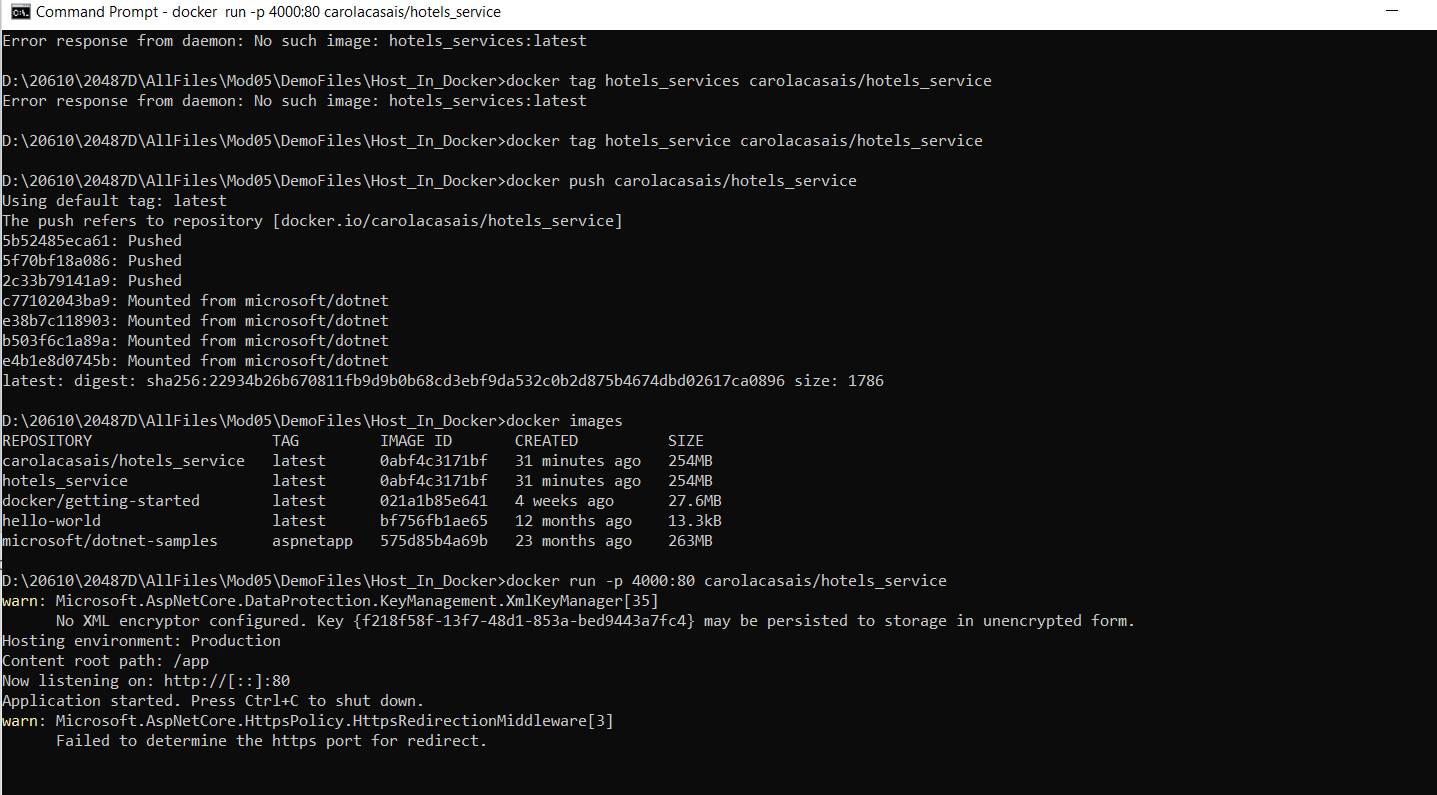 Command Prompt - docker  run -p 4000:80 carolacasais/hotels_service
Error response from daemon: No such image: hotels_services:latest
D:\20610\20487D\AllFiles\Mod05\DemoFiles\Host_In_Docker>docker tag hotels_services carolacasais/hotels_service
Error response from daemon: No such image: hotels_services:latest
D:\20610\20487D\AllFiles\Mod05\DemoFiles\Host_In_Docker>docker tag hotels_service carolacasais/hotels_service
D:\20610\20487D\AllFiles\Mod05\DemoFiles\Host_In_Docker>docker push carolacasais/hotels_service
Using default tag: latest
The push refers to repository [docker.io/carolacasais/hotels_service]
5b52485eca61: Pushed
5f70bf18a086: Pushed
2c33b79141a9: Pushed
c77102043ba9: Mounted from microsoft/dotnet
e38b7c118903: Mounted from microsoft/dotnet
b503f6c1a89a: Mounted from microsoft/dotnet
e4b1e8d0745b: Mounted from microsoft/dotnet
latest: digest: sha256:22934b26b670811fb9d9b0b68cd3ebf9da532c0b2d875b4674dbd02617ca0896 size: 1786
D:\20610\20487D\AllFiles\Mod05\DemoFiles\Host_In_Docker>docker images
REPOSITORY                    TAG         IMAGE ID       CREATED          SIZE
carolacasais/hotels_service   latest      0abf4c3171bf   31 minutes ago   254MB
hotels_service                latest      0abf4c3171bf   31 minutes ago   254MB
docker/getting-started        latest      021a1b85e641   4 weeks ago      27.6MB
hello-world                   latest      bf756fb1ae65   12 months ago    13.3kB
microsoft/dotnet-samples      aspnetapp   575d85b4a69b   23 months ago    263MB
D:\20610\20487D\AllFiles\Mod05\DemoFiles\Host_In_Docker>docker run -p 4000:80 carolacasais/hotels_service
warn: Microsoft.AspNetCore.DataProtection.KeyManagement.XmlKeyManager[35]
      No XML encryptor configured. Key {f218f58f-13f7-48d1-853a-bed9443a7fc4} may be persisted to storage in unencrypted form.
Hosting environment: Production
Content root path: /app
Now listening on: http://[::]:80
Application started. Press Ctrl+C to shut down.
warn: Microsoft.AspNetCore.HttpsPolicy.HttpsRedirectionMiddleware[3]
      Failed to determine the https port for redirect.